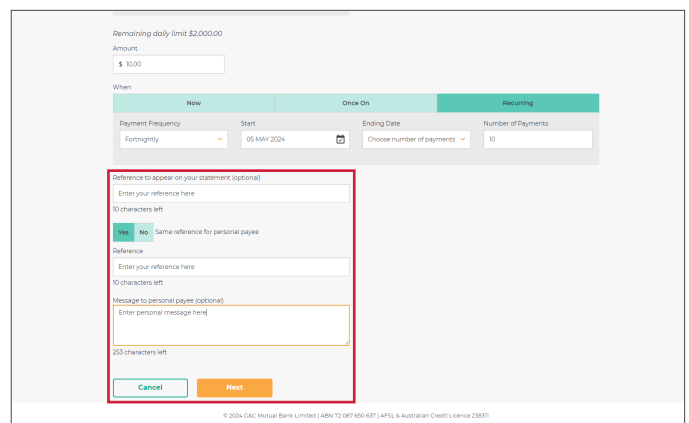 Remaining daily limit $2,000.00
Amount
$ 10.00
When
Now Once On Recurring
Payment Frequency Start Ending Date Number of Payments
Fortnightly 05 MAY 2024 Choose number of payments 10
Reference to appear on your statement (optional)
Enter your reference here
10 characters left
Yes No Same reference for personal payee
Reference
Enter your reference here
10 characters left
Message to personal payee (optional)
Enter personal message here
253 characters left
Cancel Next
© 2024 G&C Mutual Bank Limited | ABN 72 087 650 637 | AFSL & Australian Credit Licence 238311